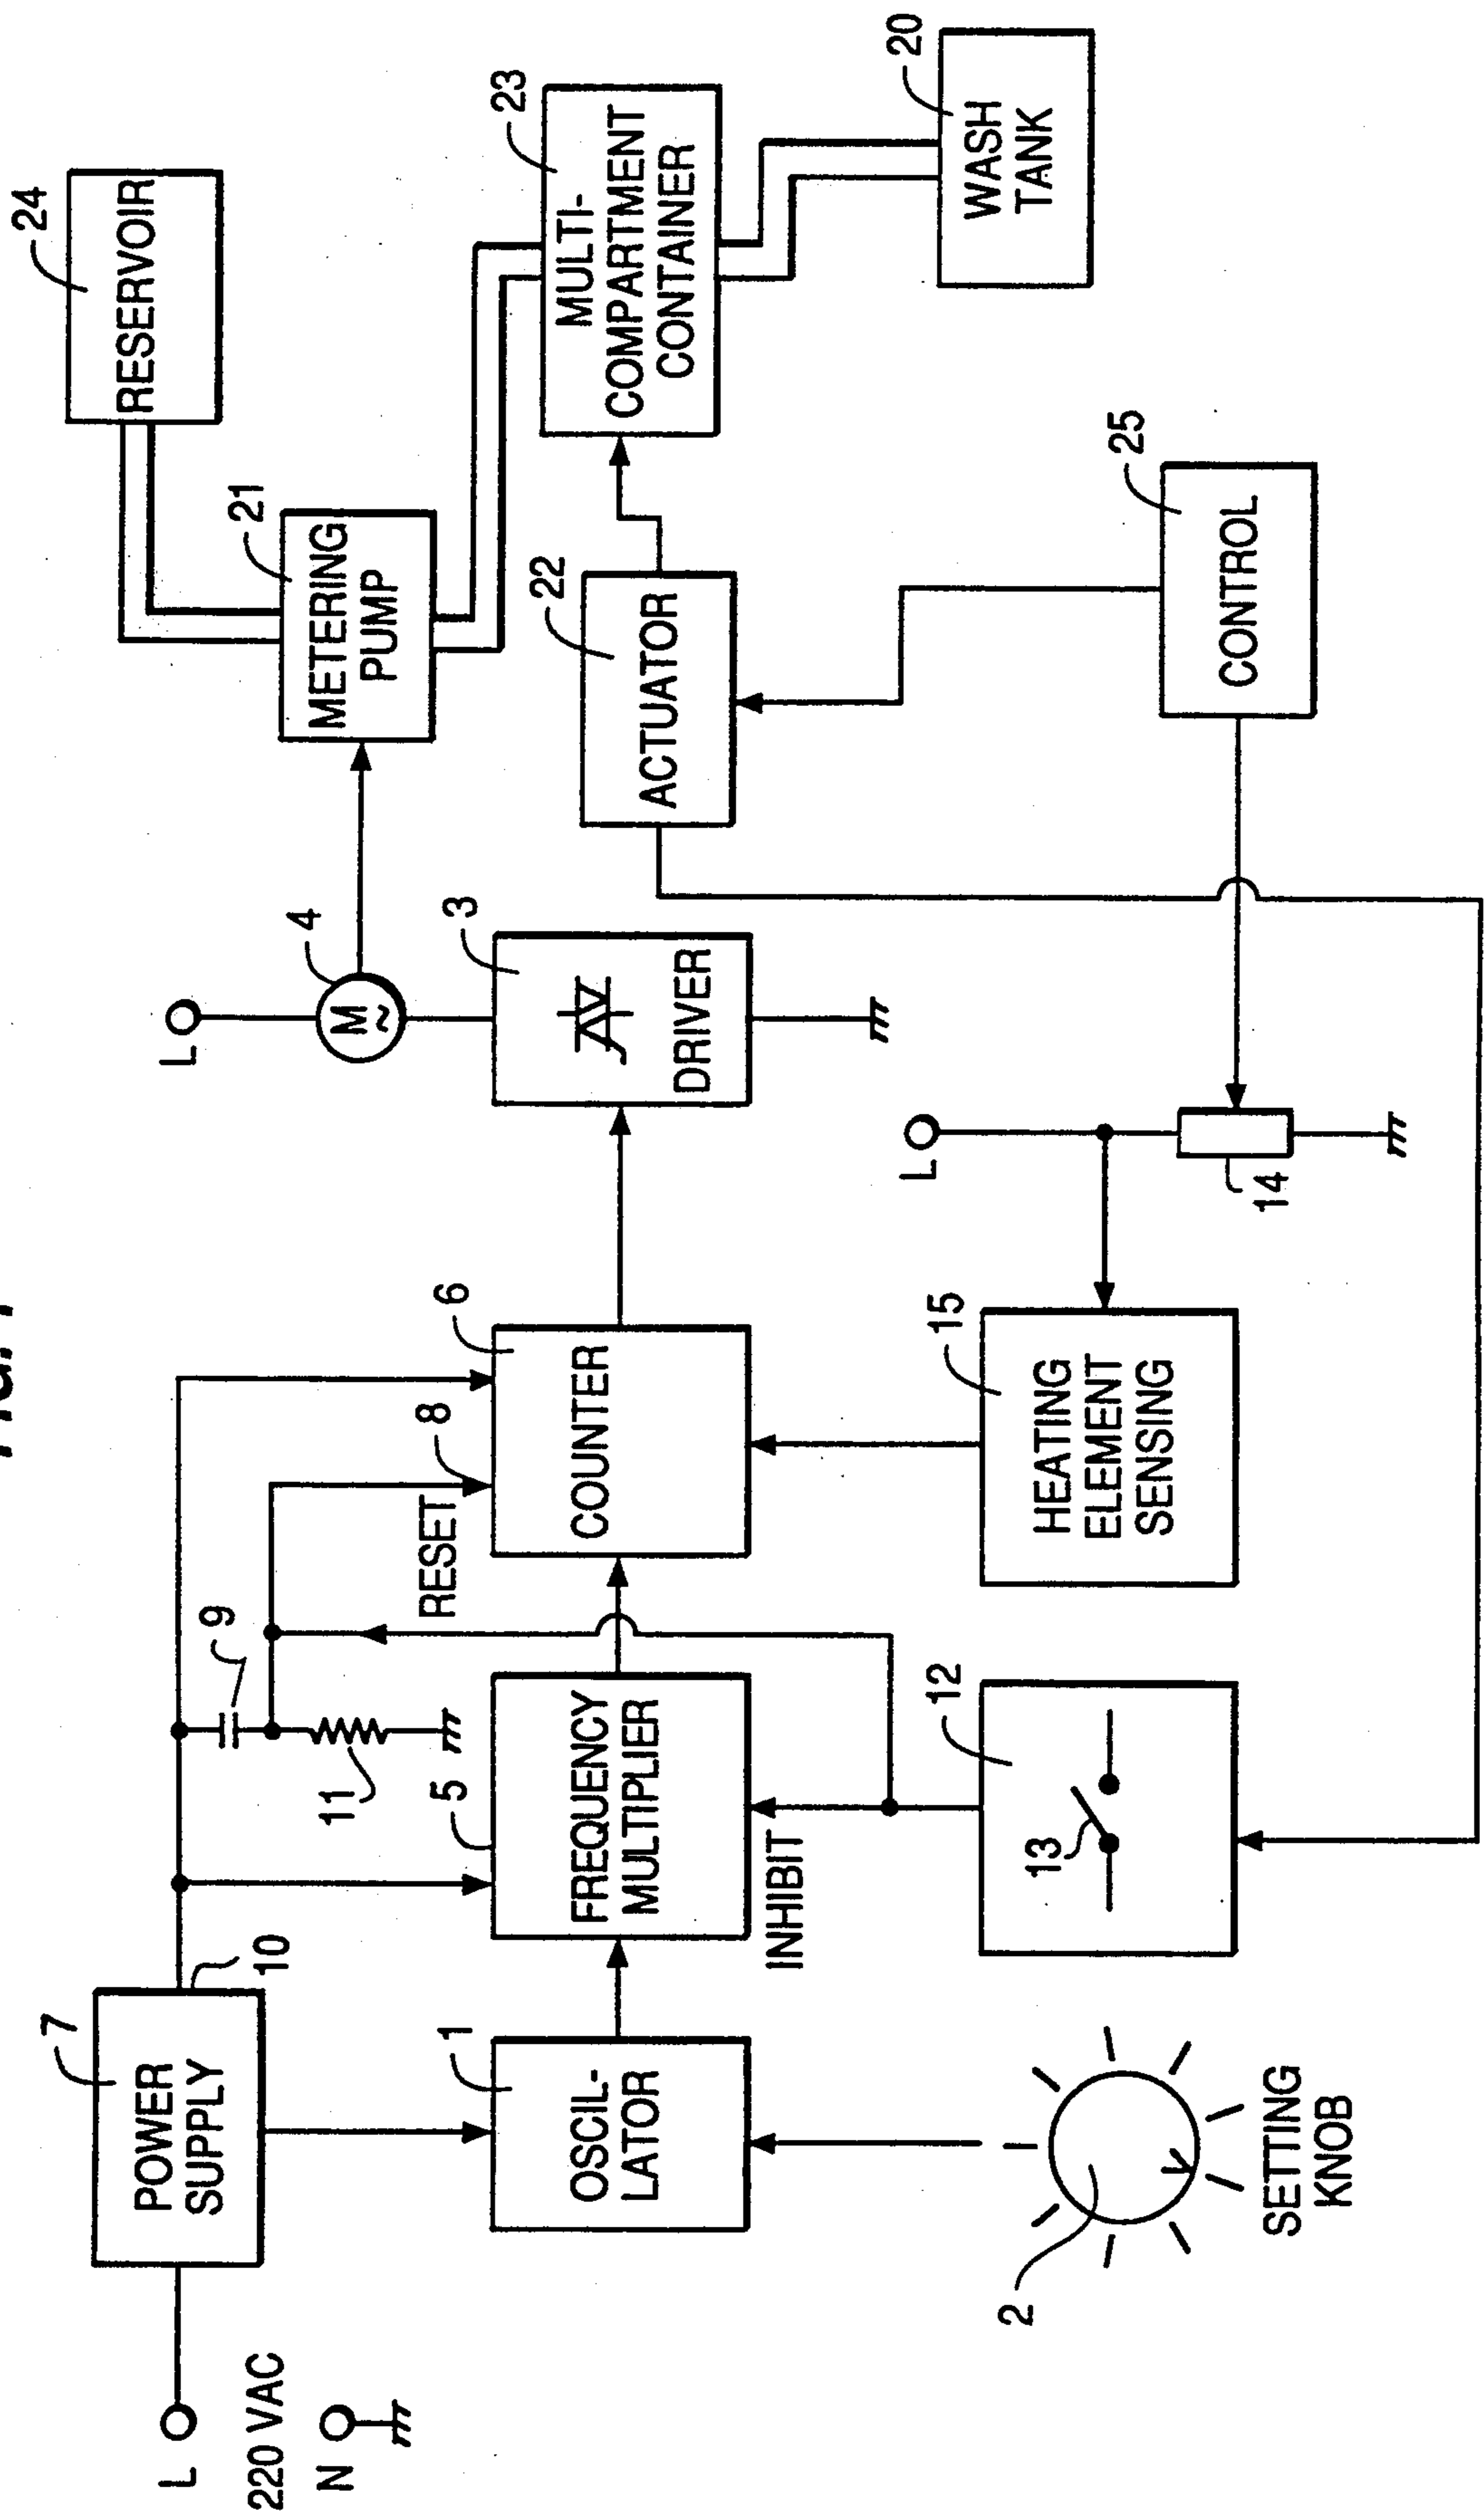 FIG. 1
L
220 VAC
N
7
POWER
SUPPLY
10
9
11
RESET
8
1
OSCIL-
LATOR
5
FREQUENCY
MULTIPLIER
INHIBIT
6
COUNTER
L
4
M
~
3
DRIVER
21
METERING
PUMP
24
RESERVOIR
22
ACTUATOR
23
MULTI-
COMPARTMENT
CONTAINER
20
WASH
TANK
2
SETTING
KNOB
12
13
15
HEATING
ELEMENT
SENSING
L
14
25
CONTROL